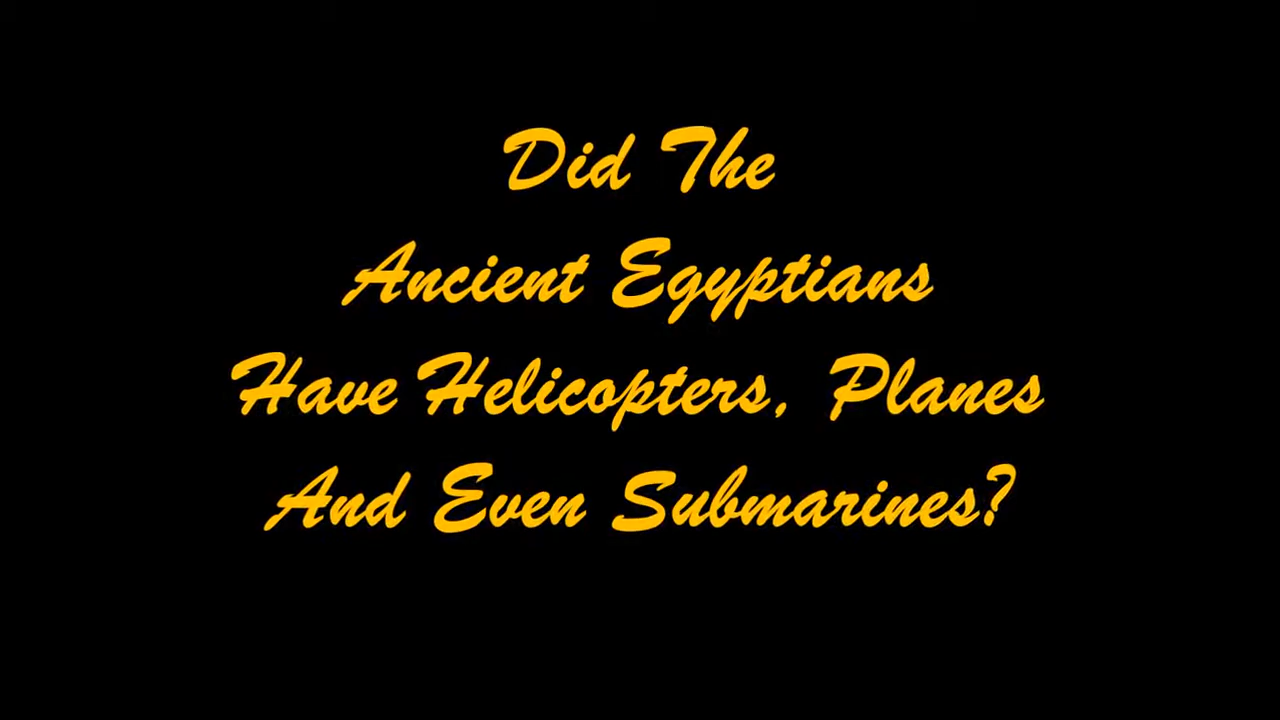 Did The
Ancient Egyptians
Have Helicopters, Planes
And Even Submarines?